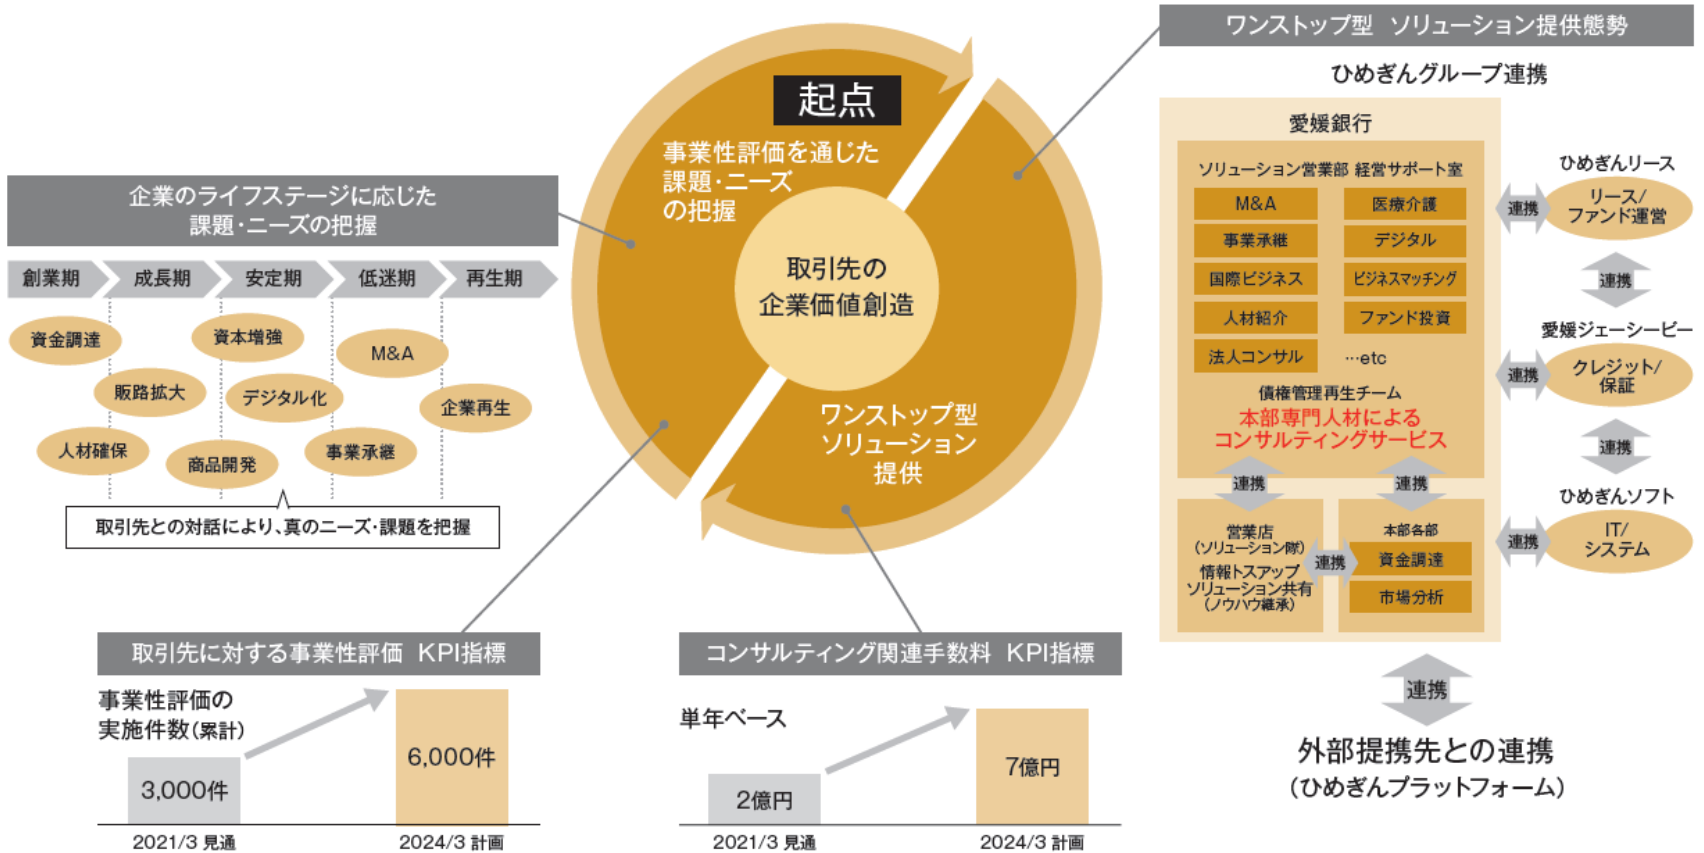 起点
事業性評価を通じた
課題・ニーズ
の把握
取引先の
企業価値創造
ワンストップ型
ソリューション
提供
企業のライフステージに応じた
課題・ニーズの把握
創業期
成長期
安定期
低迷期
再生期
資金調達
資本増強
M&A
販路拡大
デジタル化
企業再生
人材確保
商品開発
事業承継
取引先との対話により、真のニーズ・課題を把握
取引先に対する事業性評価 KPI指標
事業性評価の
実施件数(累計)
3,000件
6,000件
2021/3 見通
2024/3 計画
コンサルティング関連手数料 KPI指標
単年ベース
2億円
7億円
2021/3 見通
2024/3 計画
ワンストップ型 ソリューション提供態勢
ひめぎんグループ連携
愛媛銀行
ソリューション営業部 経営サポート室
M&A
医療介護
事業承継
デジタル
国際ビジネス
ビジネスマッチング
人材紹介
ファンド投資
法人コンサル
…etc
債権管理再生チーム
本部専門人材による
コンサルティングサービス
連携
連携
営業店
(ソリューション隊)
情報トスアップ
ソリューション共有
(ノウハウ継承)
連携
本部各部
資金調達
市場分析
ひめぎんリース
連携
リース/
ファンド運営
連携
愛媛ジェーシービー
連携
クレジット/
保証
連携
ひめぎんソフト
連携
IT/
システム
連携
外部提携先との連携
(ひめぎんプラットフォーム)